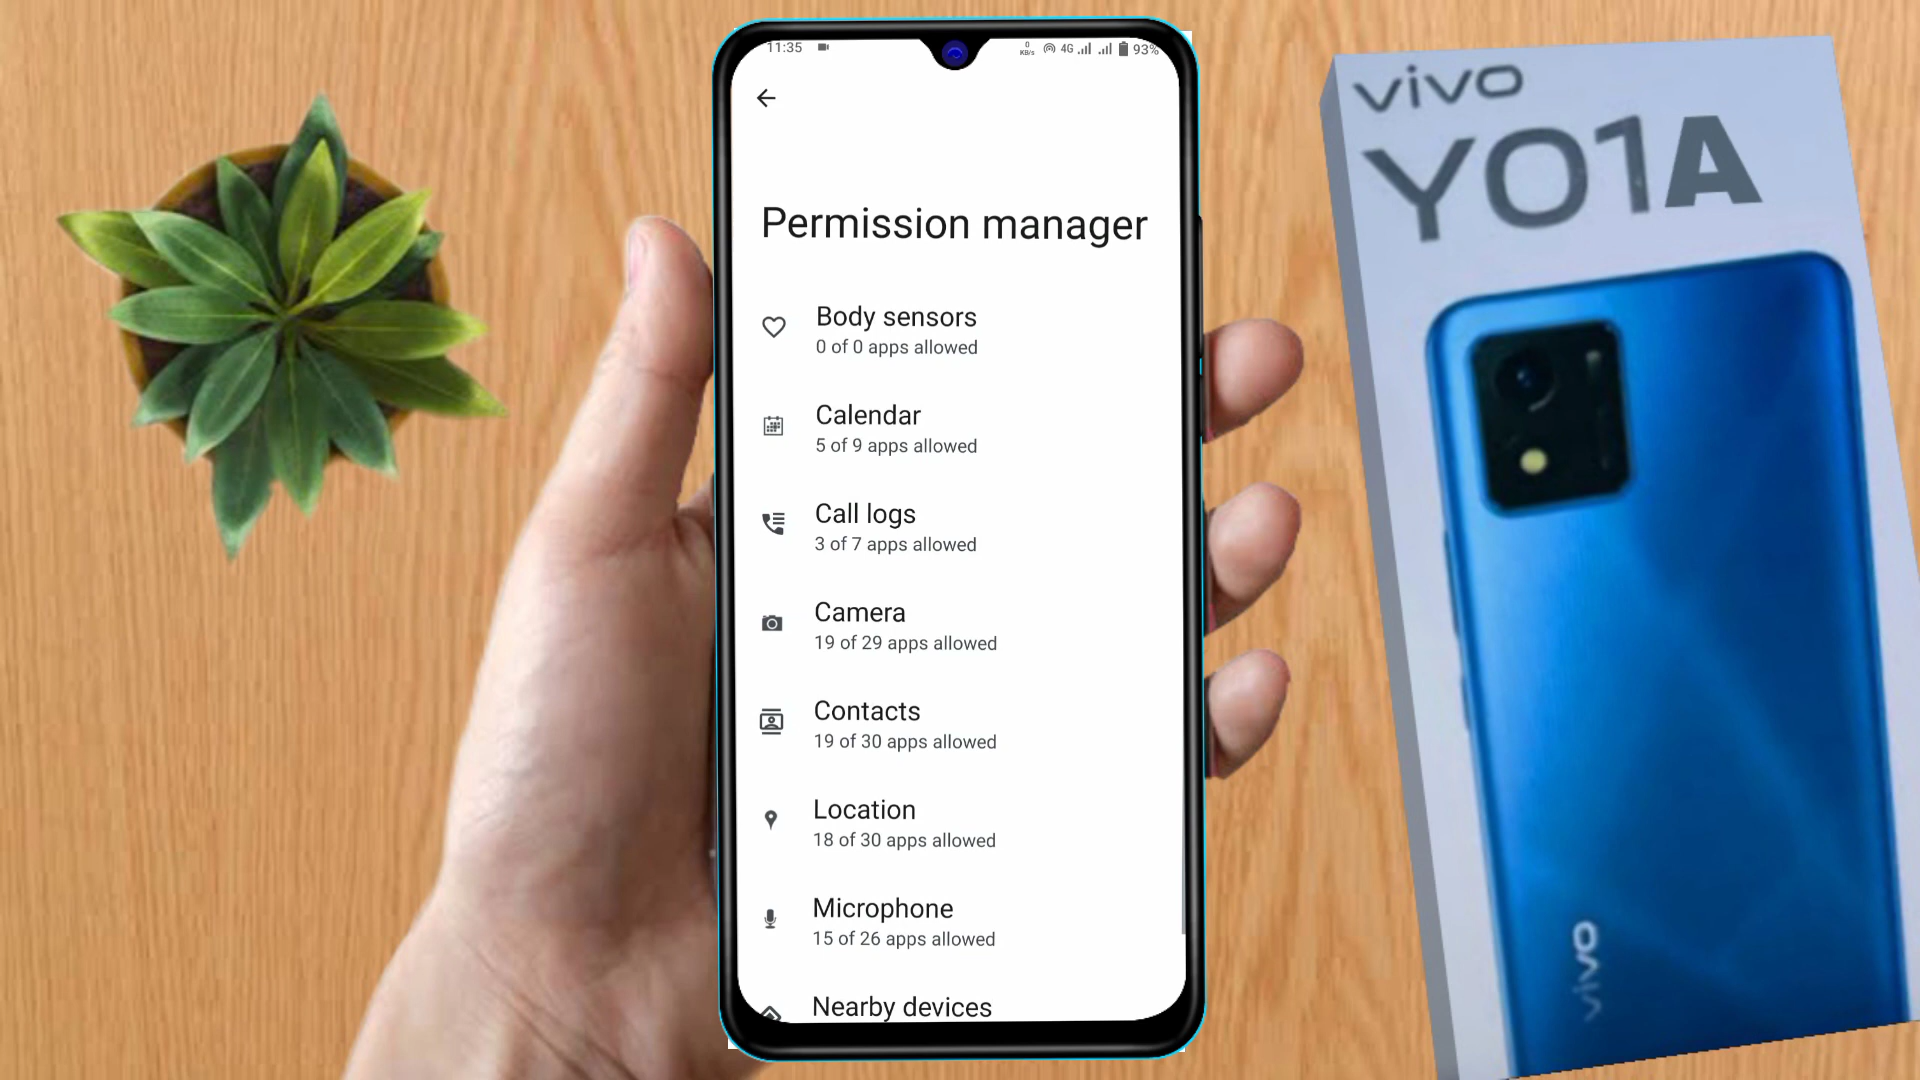 11:35
0
KB/s
4G
93%
Permission manager
Body sensors
0 of 0 apps allowed
Calendar
5 of 9 apps allowed
Call logs
3 of 7 apps allowed
Camera
19 of 29 apps allowed
Contacts
19 of 30 apps allowed
Location
18 of 30 apps allowed
Microphone
15 of 26 apps allowed
Nearby devices
vivo
Y01A
vivo